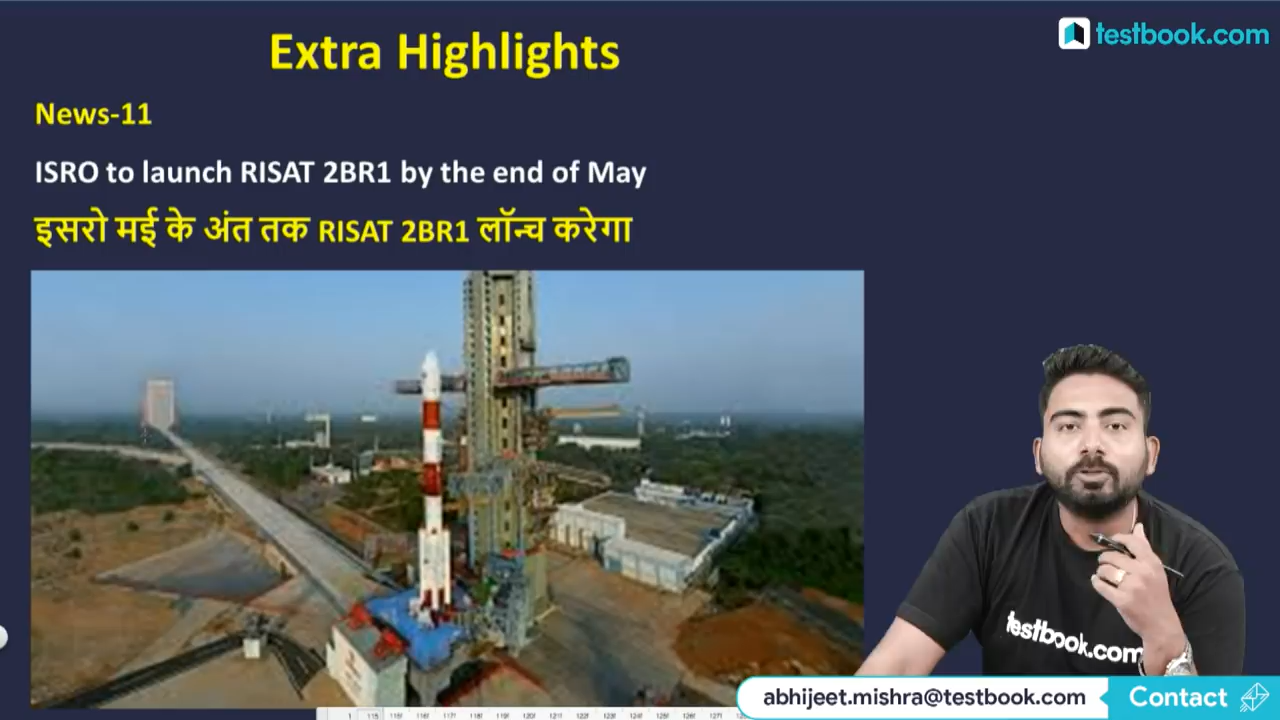 Extra Highlights
testbook.com
News-11
ISRO to launch RISAT 2BR1 by the end of May
इसरो मई के अंत तक RISAT 2BR1 लॉन्च करेगा
testbook.com
abhijeet.mishra@testbook.com
Contact